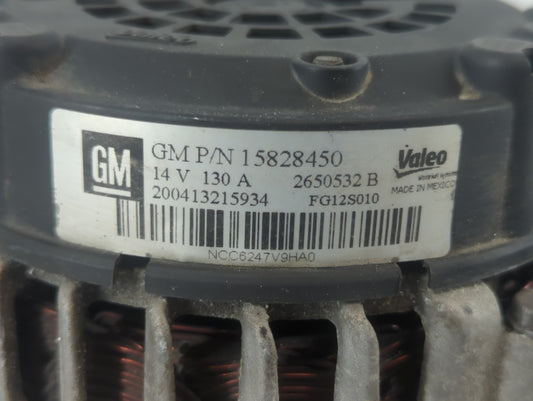 GM
GM P/N 15828450
14 V 130 A 2650532 B
200413215934 FG12S010
Valeo
MADE IN MEXICO
NCC6247V9HA0